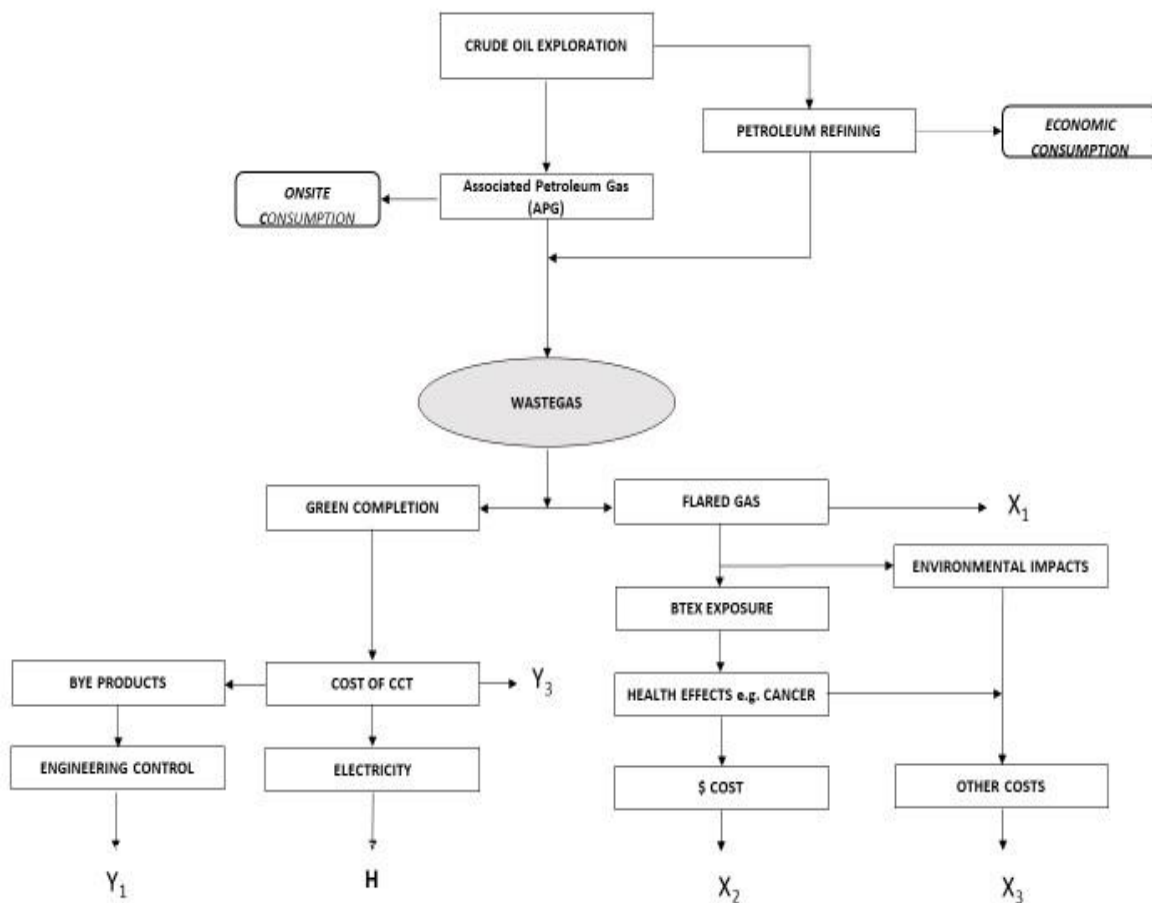 CRUDE OIL EXPLORATION
PETROLEUM REFINING
ECONOMIC
CONSUMPTION
ONSITE
CONSUMPTION
Associated Petroleum Gas
(APG)
WASTEGAS
GREEN COMPLETION
FLARED GAS
X₁
ENVIRONMENTAL IMPACTS
BTEX EXPOSURE
BYE PRODUCTS
COST OF CCT
Y₃
HEALTH EFFECTS e.g. CANCER
ENGINEERING CONTROL
ELECTRICITY
$ COST
OTHER COSTS
Y₁
H
X₂
X₃